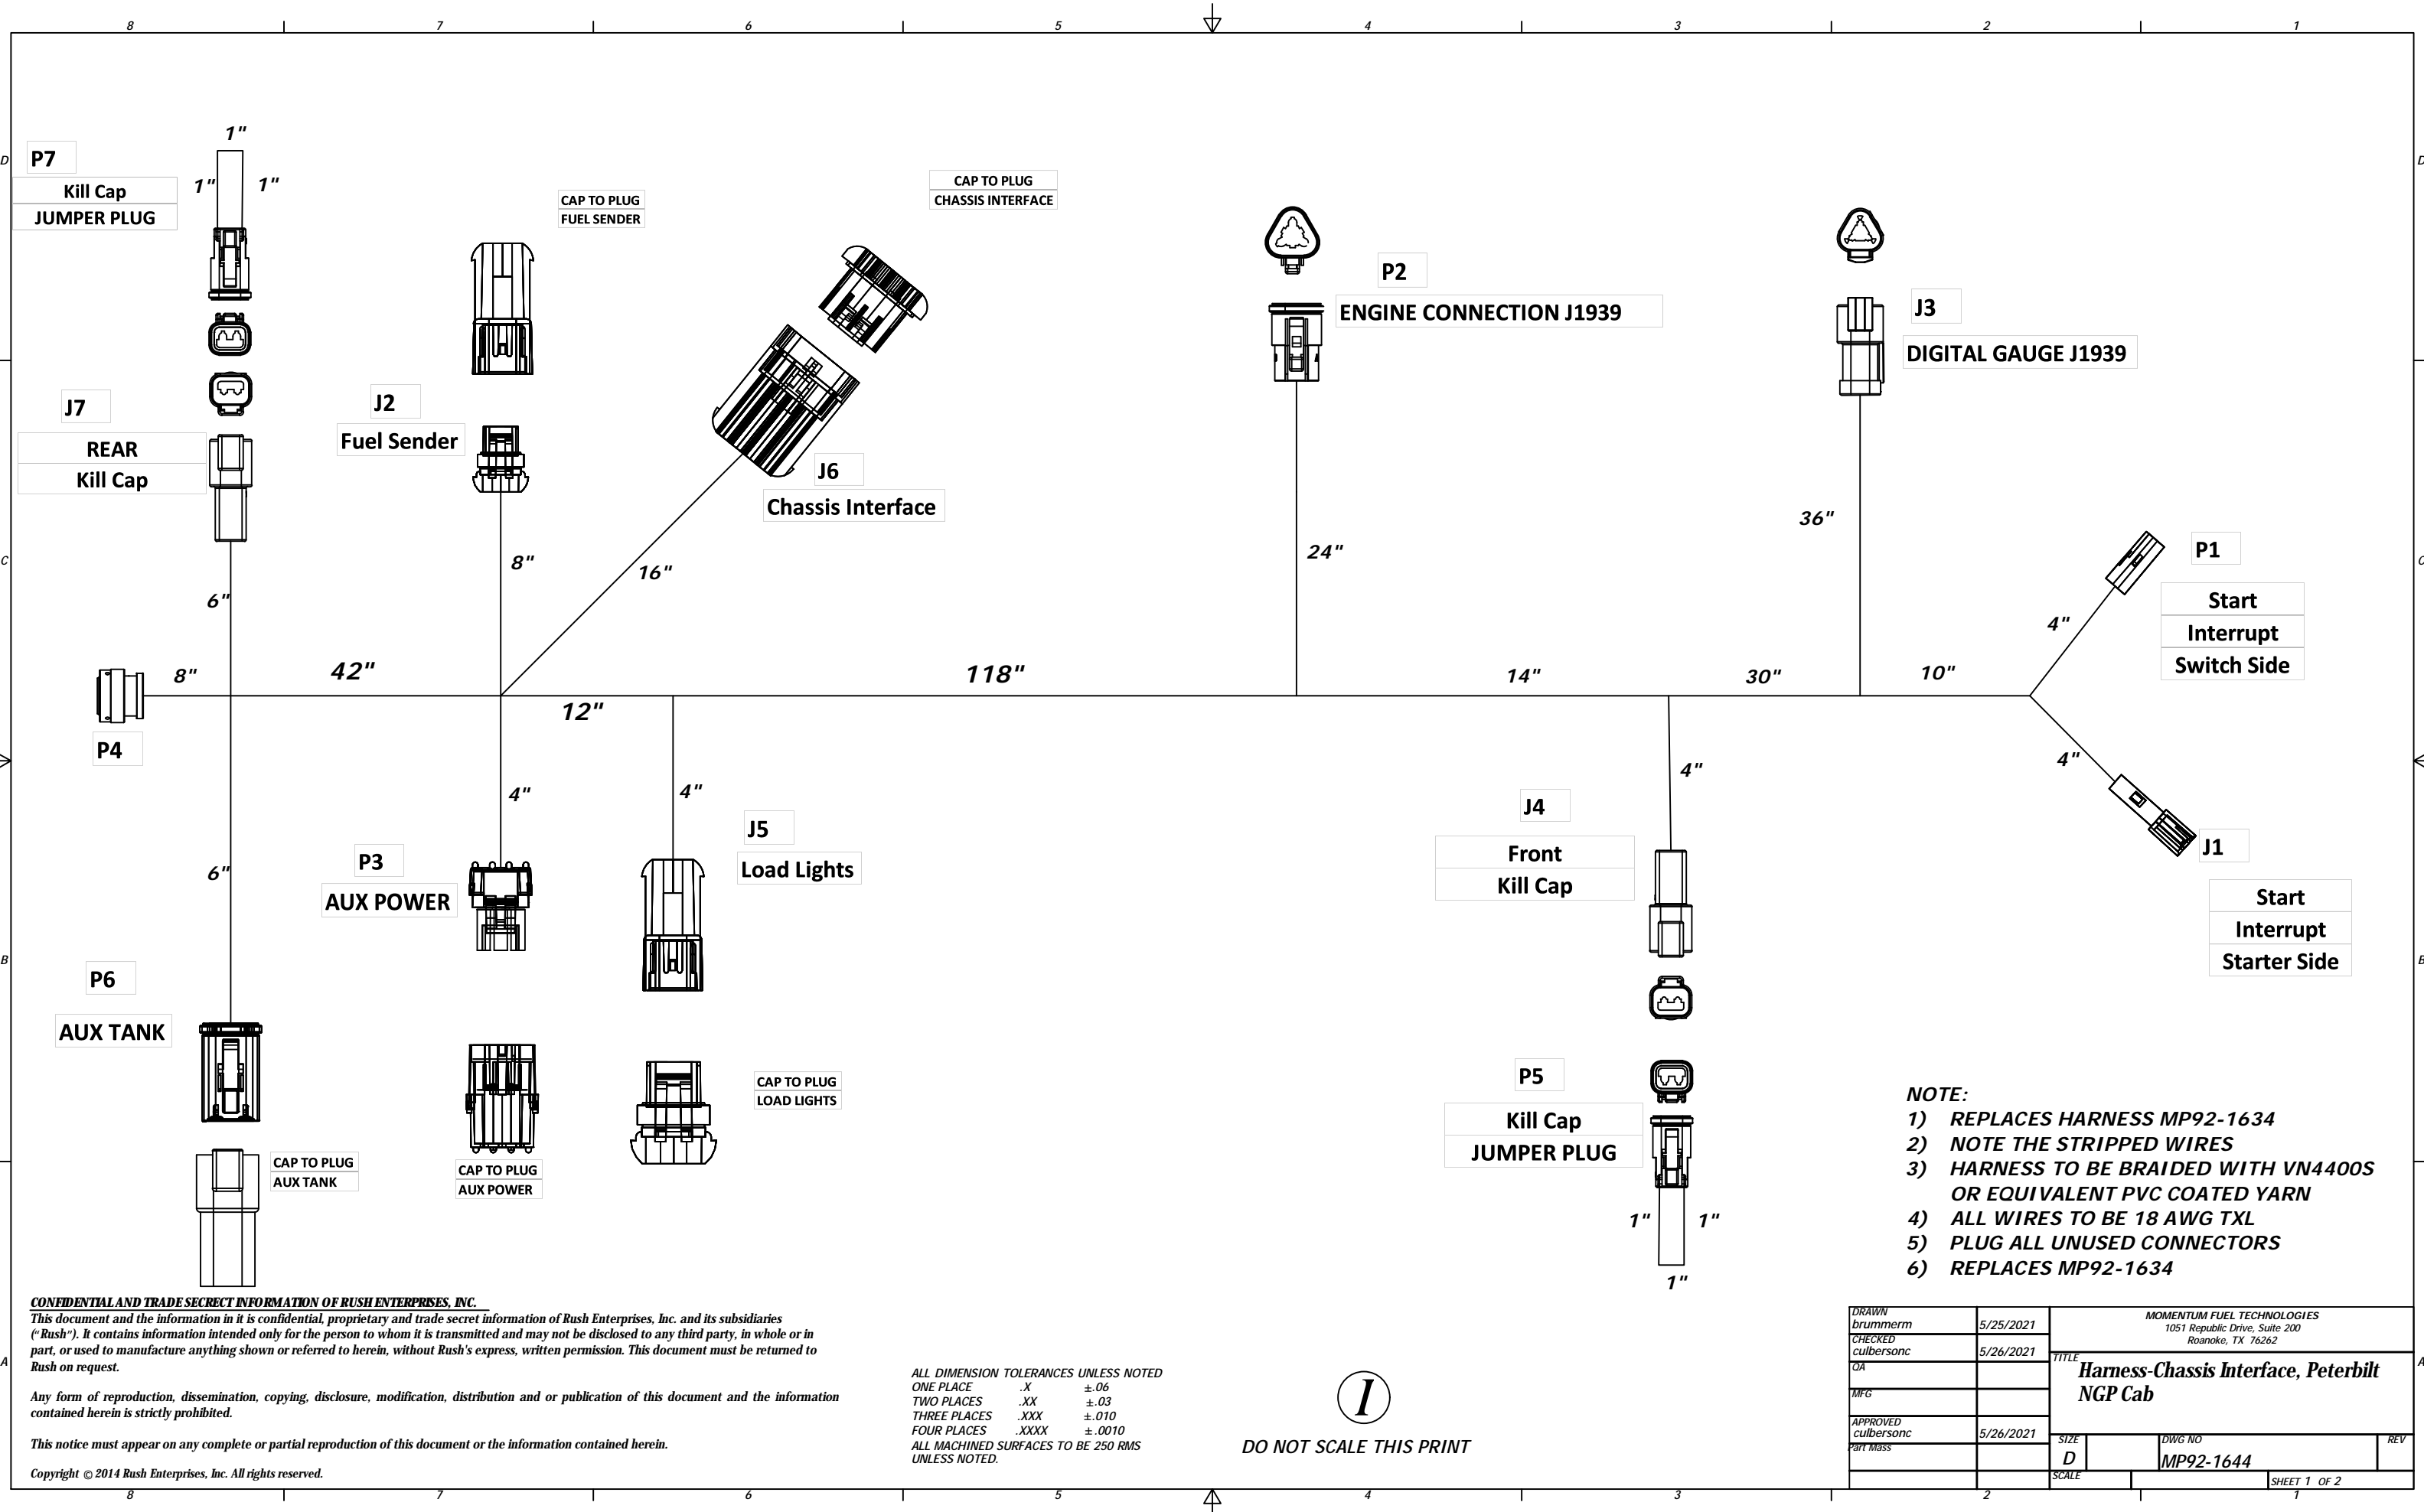 8 7 6 5 4 3 2 1
D
D
C
C
B
B
A
A
1"
P7
Kill Cap
JUMPER PLUG
1" 1"
CAP TO PLUG
FUEL SENDER
CAP TO PLUG
CHASSIS INTERFACE
P2
ENGINE CONNECTION J1939
J3
DIGITAL GAUGE J1939
J7
REAR
Kill Cap
J2
Fuel Sender
J6
Chassis Interface
6"
8"
16"
24"
36"
P1
Start
Interrupt
Switch Side
4"
8"
42"
12"
118"
14"
30"
10"
P4
4"
4"
4"
4"
6"
J1
Start
Interrupt
Starter Side
P3
AUX POWER
J5
Load Lights
J4
Front
Kill Cap
P6
AUX TANK
CAP TO PLUG
AUX TANK
CAP TO PLUG
AUX POWER
CAP TO PLUG
LOAD LIGHTS
P5
Kill Cap
JUMPER PLUG
1" 1"
1"
NOTE:
1) REPLACES HARNESS MP92-1634
2) NOTE THE STRIPPED WIRES
3) HARNESS TO BE BRAIDED WITH VN4400S
OR EQUIVALENT PVC COATED YARN
4) ALL WIRES TO BE 18 AWG TXL
5) PLUG ALL UNUSED CONNECTORS
6) REPLACES MP92-1634
CONFIDENTIAL AND TRADE SECRECT INFORMATION OF RUSH ENTERPRISES, INC.
This document and the information in it is confidential, proprietary and trade secret information of Rush Enterprises, Inc. and its subsidiaries
("Rush"). It contains information intended only for the person to whom it is transmitted and may not be disclosed to any third party, in whole or in
part, or used to manufacture anything shown or referred to herein, without Rush's express, written permission. This document must be returned to
Rush on request.
Any form of reproduction, dissemination, copying, disclosure, modification, distribution and or publication of this document and the information
contained herein is strictly prohibited.
This notice must appear on any complete or partial reproduction of this document or the information contained herein.
Copyright © 2014 Rush Enterprises, Inc. All rights reserved.
ALL DIMENSION TOLERANCES UNLESS NOTED
ONE PLACE .X ±.06
TWO PLACES .XX ±.03
THREE PLACES .XXX ±.010
FOUR PLACES .XXXX ±.0010
ALL MACHINED SURFACES TO BE 250 RMS
UNLESS NOTED.
I
DO NOT SCALE THIS PRINT
DRAWN
brummerm 5/25/2021
CHECKED
culbersonc 5/26/2021
QA
MFG
APPROVED
culbersonc 5/26/2021
Part Mass
MOMENTUM FUEL TECHNOLOGIES
1051 Republic Drive, Suite 200
Roanoke, TX 76262
TITLE
Harness-Chassis Interface, Peterbilt
NGP Cab
SIZE
D
DWG NO
MP92-1644
REV
SCALE
SHEET 1 OF 2
8 7 6 5 4 3 2 1